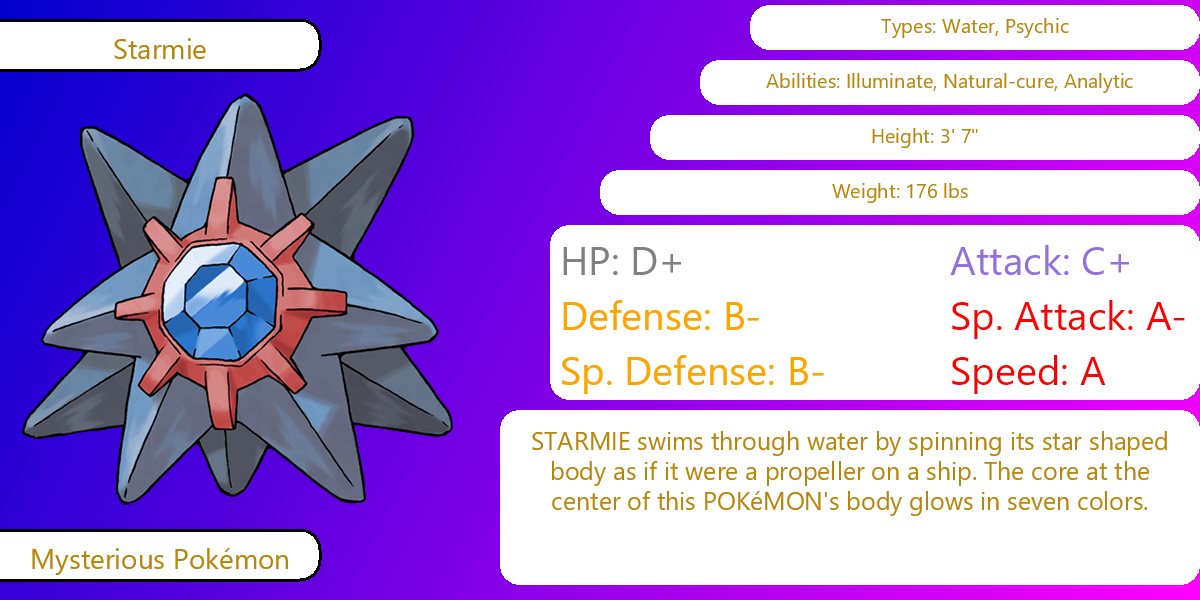 Starmie
Types: Water, Psychic
Abilities: Illuminate, Natural-cure, Analytic
Height: 3' 7"
Weight: 176 lbs
HP: D+
Attack: C+
Defense: B-
Sp. Attack: A-
Sp. Defense: B-
Speed: A
STARMIE swims through water by spinning its star shaped
body as if it were a propeller on a ship. The core at the
center of this POKéMON's body glows in seven colors.
Mysterious Pokémon